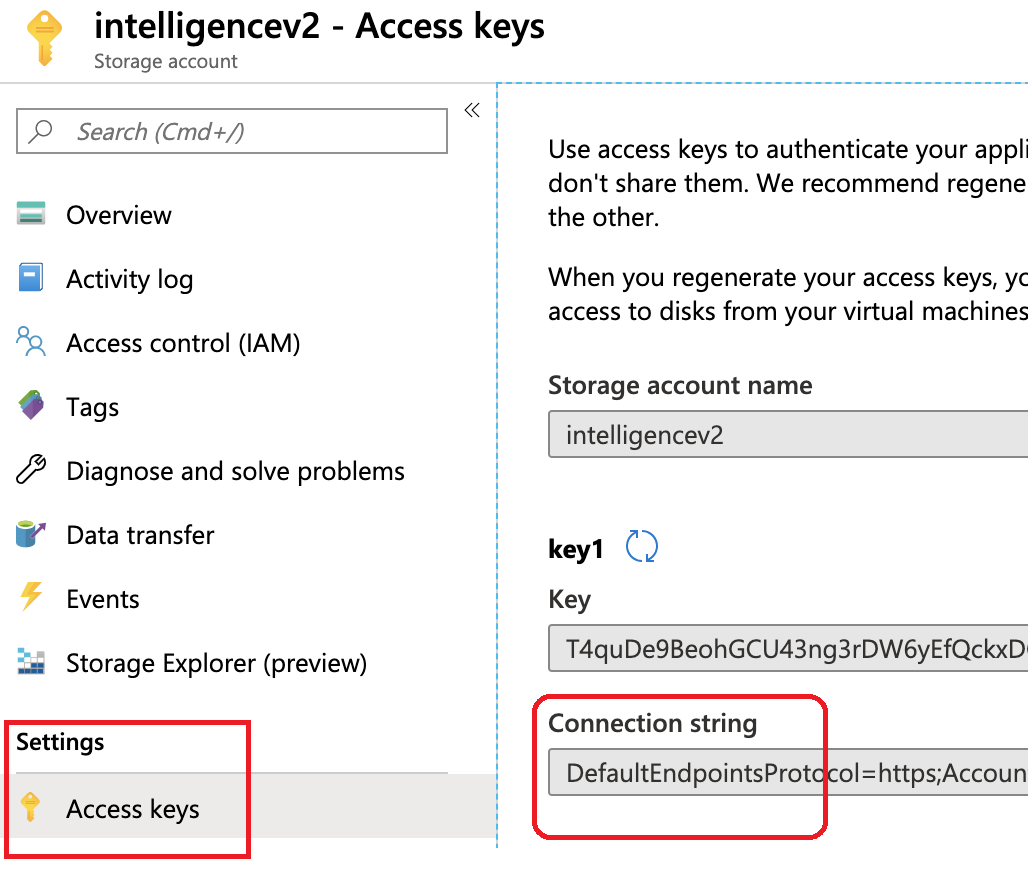 intelligencev2 - Access keys
Storage account
Search (Cmd+/)
Overview
Activity log
Access control (IAM)
Tags
Diagnose and solve problems
Data transfer
Events
Storage Explorer (preview)
Settings
Access keys
Use access keys to authenticate your appli
don't share them. We recommend regene
the other.
When you regenerate your access keys, yo
access to disks from your virtual machines
Storage account name
intelligencev2
key1
Key
T4quDe9BeohGCU43ng3rDW6yEfQckxD
Connection string
DefaultEndpointsProtocol=https;Accoun